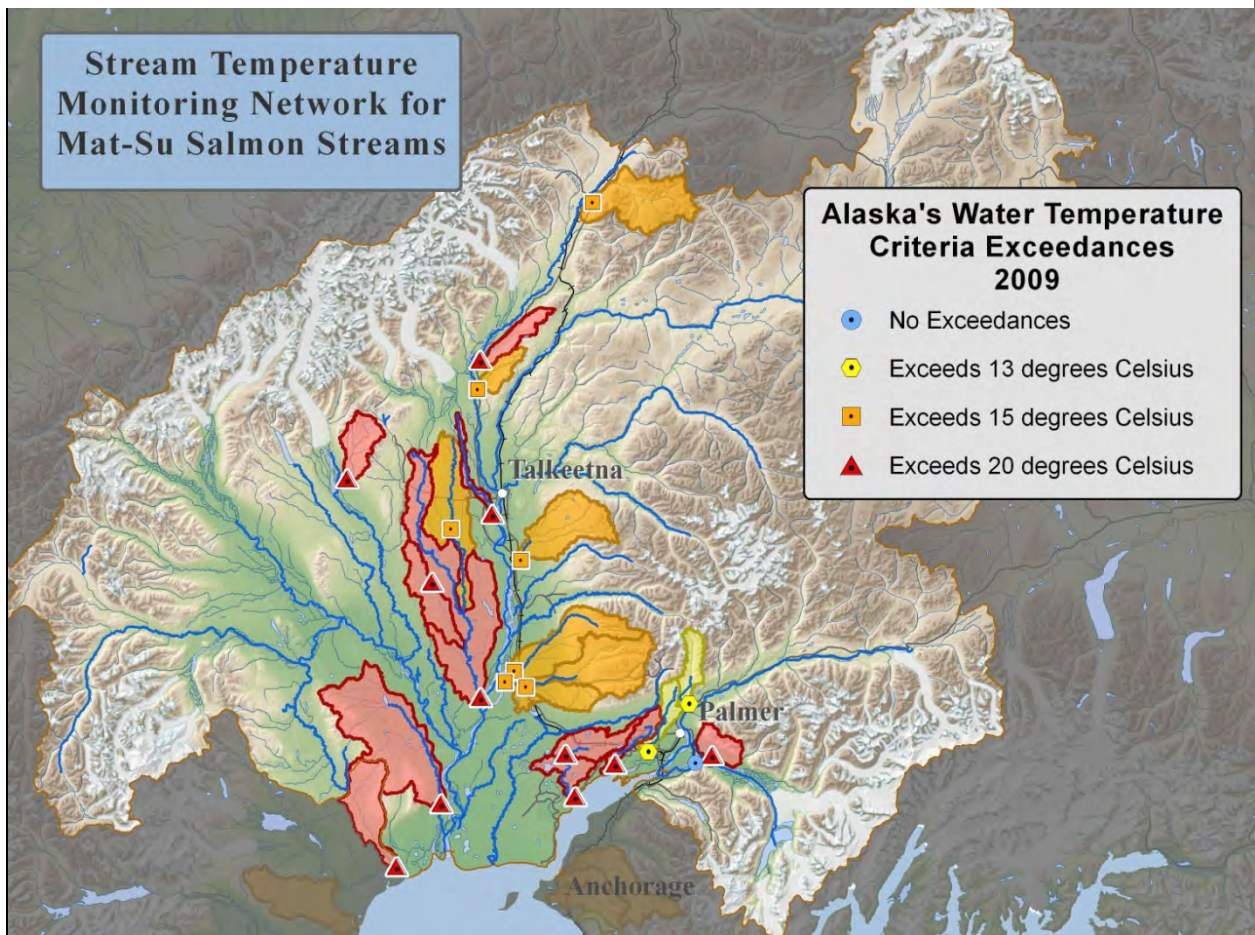 Stream Temperature
Monitoring Network for
Mat-Su Salmon Streams
Alaska's Water Temperature
Criteria Exceedances
2009
No Exceedances
Exceeds 13 degrees Celsius
Exceeds 15 degrees Celsius
Exceeds 20 degrees Celsius
Talkeetna
Palmer
Anchorage